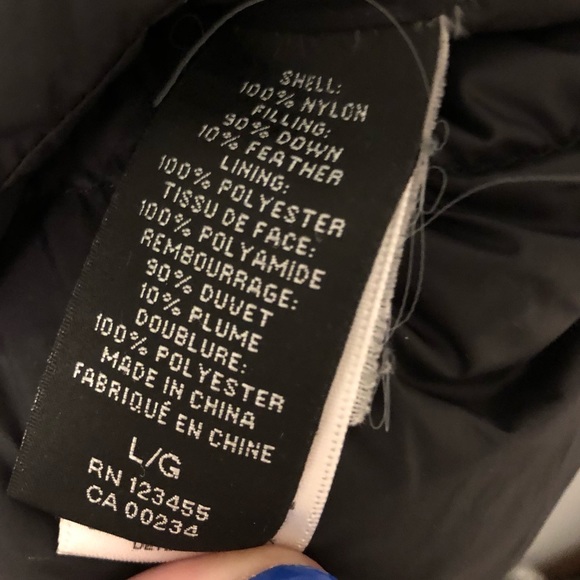 SHELL:
100% NYLON
FILLING:
90% DOWN
10% FEATHER
LINING:
100% POLYESTER
TISSU DE FACE:
100% POLYAMIDE
REMBOURRAGE:
90% DUVET
10% PLUME
DOUBLURE:
100% POLYESTER
MADE IN CHINA
FABRIQUÉ EN CHINE
L/G
RN 123455
CA 00234